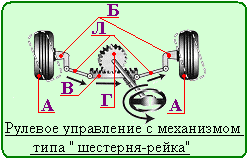 Б
Л
А
В
Г
А
Рулевое управление с механизмом
типа " шестерня-рейка"